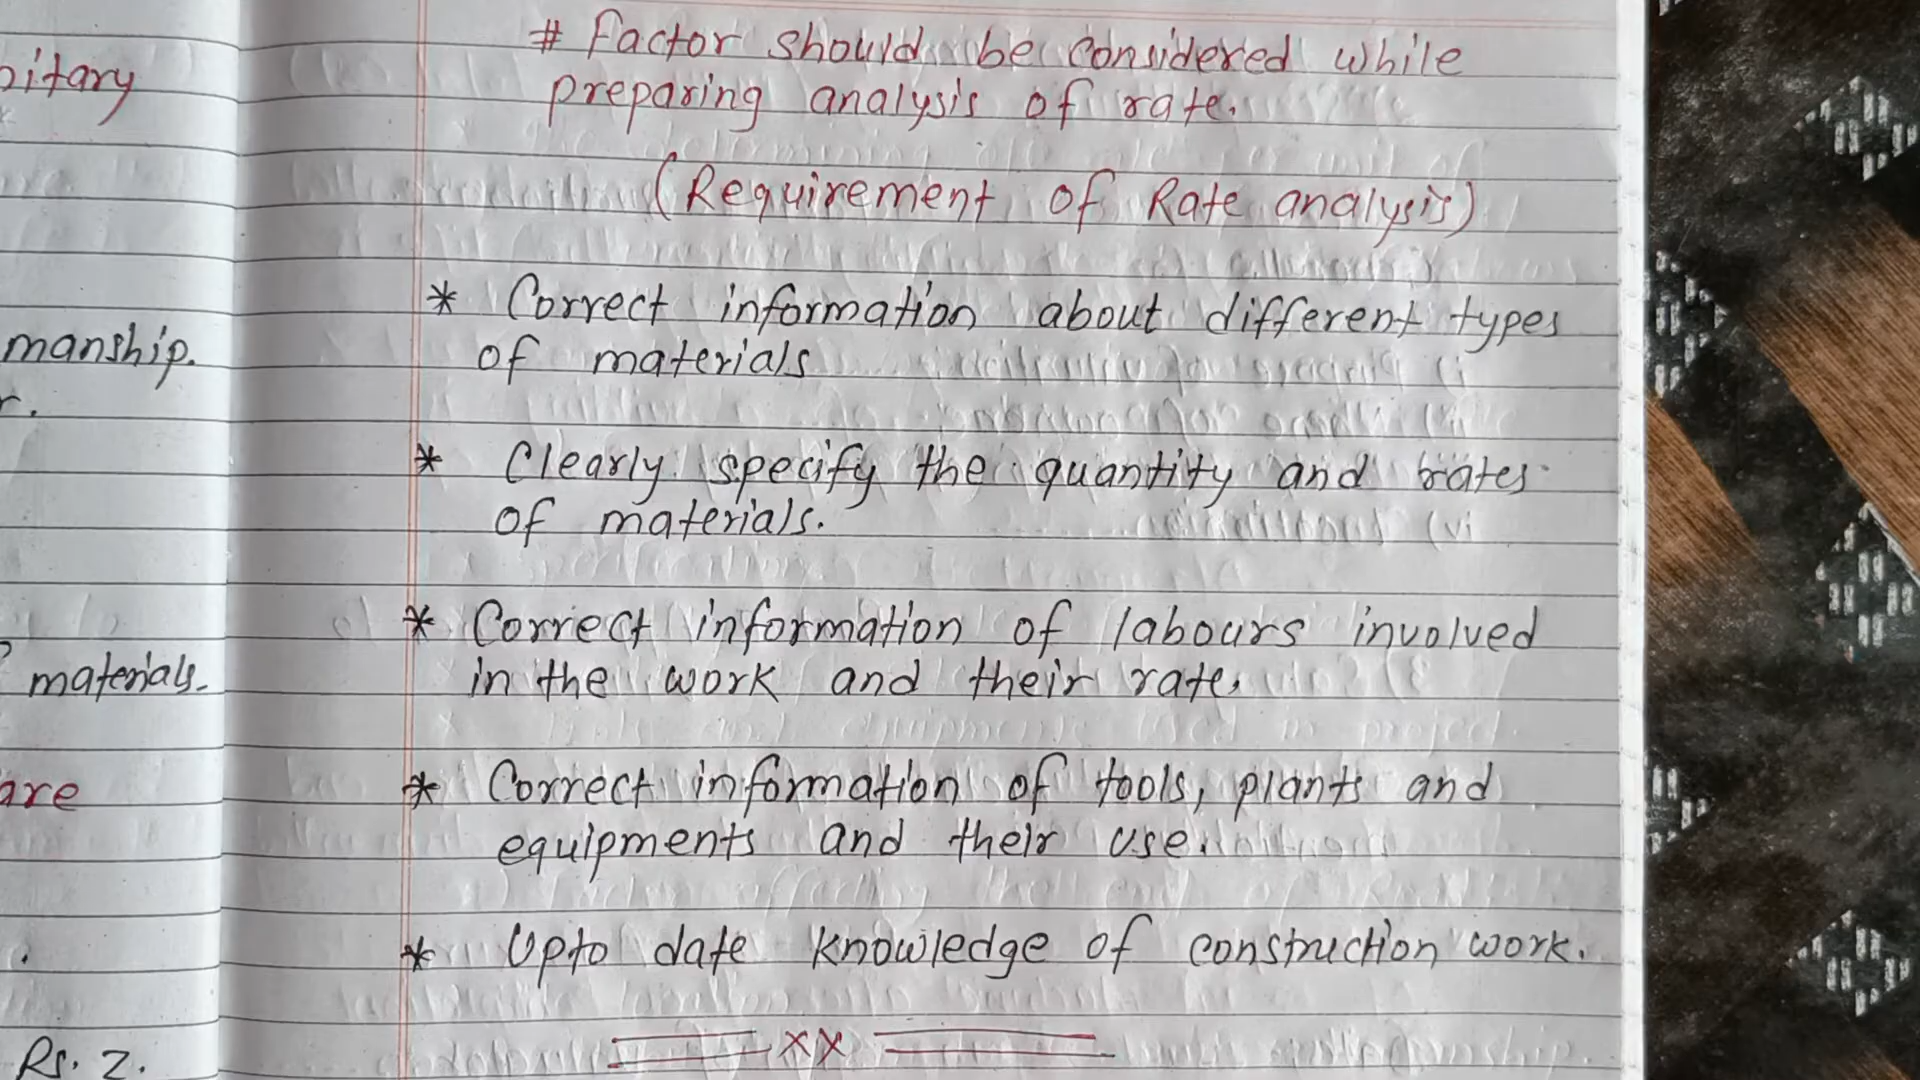 # Factor should be considered while
preparing analysis of rate.
(Requirement of Rate analysis)
* Correct information about different types
of materials
* Clearly specify the quantity and rates
of materials.
* Correct information of labours involved
in the work and their rate.
* Correct information of tools, plants and
equipments and their use.
* Upto date knowledge of construction work.
xx
manship.
r.
materials.
are
Rs. 2.